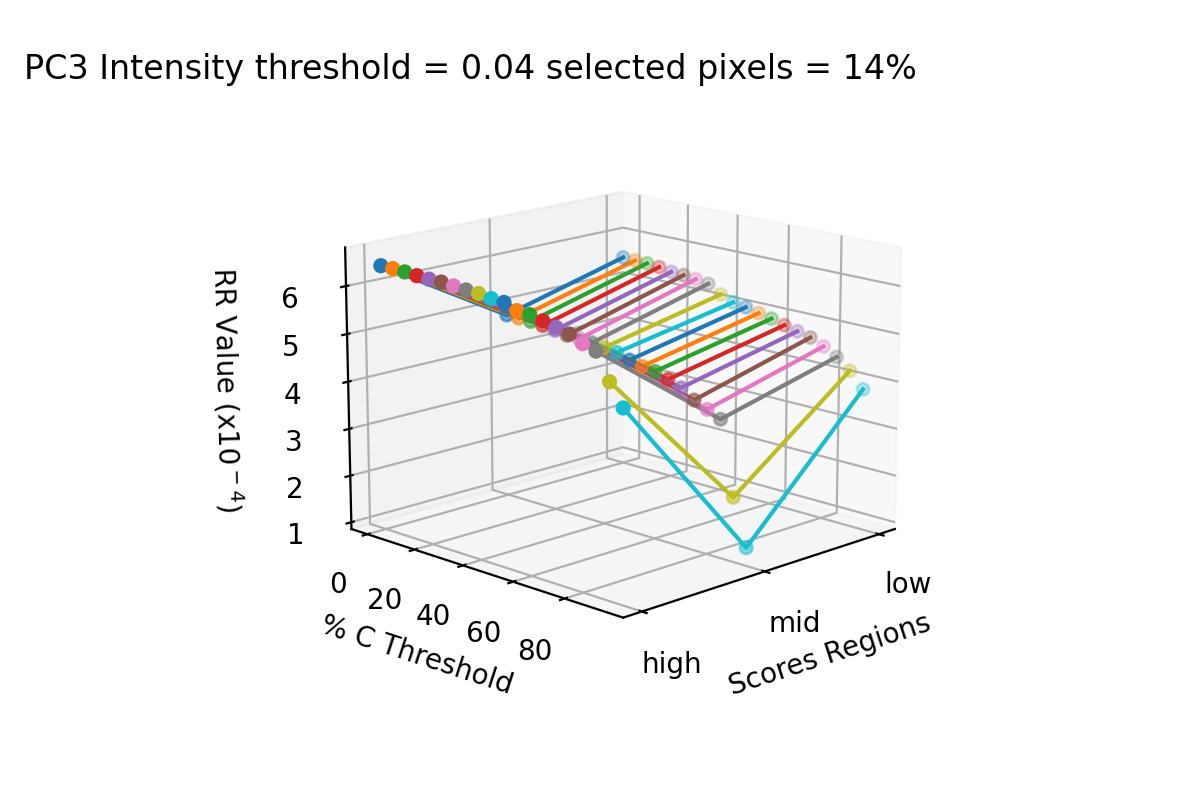 PC3 Intensity threshold = 0.04 selected pixels = 14%
RR Value (x10⁻⁴)
6
5
4
3
2
1
0
20
40
60
80
% C Threshold
high
mid
low
Scores Regions